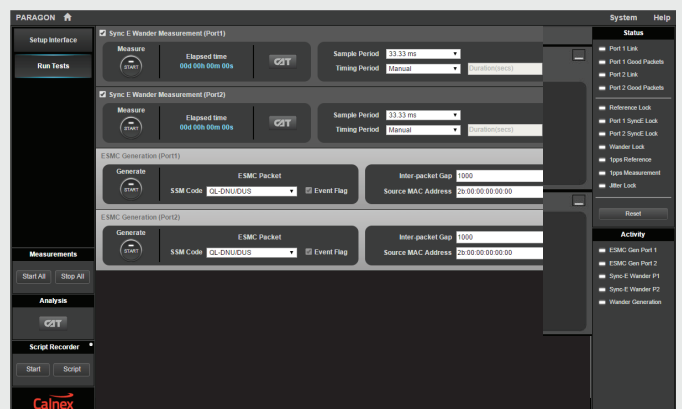 PARAGON
System Help
Setup Interface
Run Tests
Sync E Wander Measurement (Port1)
Measure
START
Elapsed time
00d 00h 00m 00s
CAT
Sample Period 33.33 ms
Timing Period Manual Duration(secs)
Sync E Wander Measurement (Port2)
Measure
START
Elapsed time
00d 00h 00m 00s
CAT
Sample Period 33.33 ms
Timing Period Manual Duration(secs)
ESMC Generation (Port1)
Generate
START
ESMC Packet
SSM Code QL-DNU/DUS Event Flag
Inter-packet Gap 1000
Source MAC Address 2b:00:00:00:00:00
ESMC Generation (Port2)
Generate
START
ESMC Packet
SSM Code QL-DNU/DUS Event Flag
Inter-packet Gap 1000
Source MAC Address 2b:00:00:00:00:00
Measurements
Start All Stop All
Analysis
CAT
Script Recorder
Start Script
Calnex
Status
Port 1 Link
Port 1 Good Packets
Port 2 Link
Port 2 Good Packets
Reference Lock
Port 1 SyncE Lock
Port 2 SyncE Lock
Wander Lock
1pps Reference
1pps Measurement
Jitter Lock
Reset
Activity
ESMC Gen Port 1
ESMC Gen Port 2
Sync-E Wander P1
Sync-E Wander P2
Wander Generation